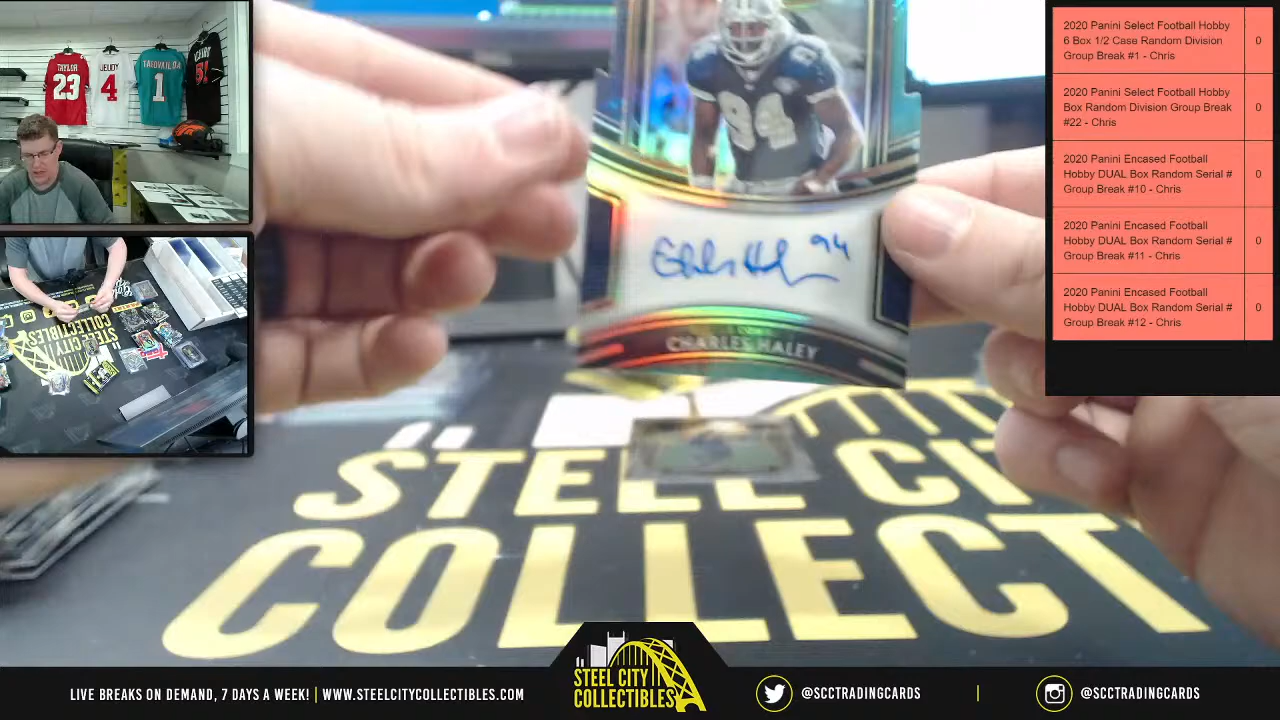 TAYLOR
23
JEUDY
4
TAGOVAILOA
1
ICHIRO
51
94
94
CHARLES HALEY
STEEL CI
COLLECT
COLLECTIBLES
2020 Panini Select Football Hobby
6 Box 1/2 Case Random Division
Group Break #1 - Chris
0
2020 Panini Select Football Hobby
Box Random Division Group Break
#22 - Chris
0
2020 Panini Encased Football
Hobby DUAL Box Random Serial #
Group Break #10 - Chris
0
2020 Panini Encased Football
Hobby DUAL Box Random Serial #
Group Break #11 - Chris
0
2020 Panini Encased Football
Hobby DUAL Box Random Serial #
Group Break #12 - Chris
0
LIVE BREAKS ON DEMAND, 7 DAYS A WEEK! | WWW.STEELCITYCOLLECTIBLES.COM
STEEL CITY
COLLECTIBLES
@SCCTRADINGCARDS
@SCCTRADINGCARDS